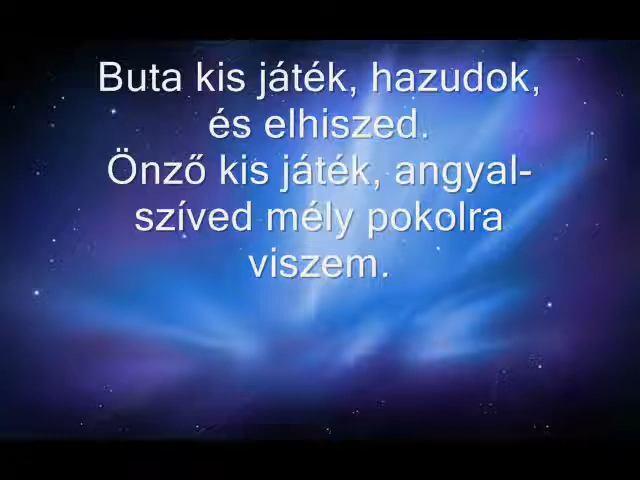 Buta kis játék, hazudok,
és elhiszed.
Önző kis játék, angyal-
szíved mély pokolra
viszem.